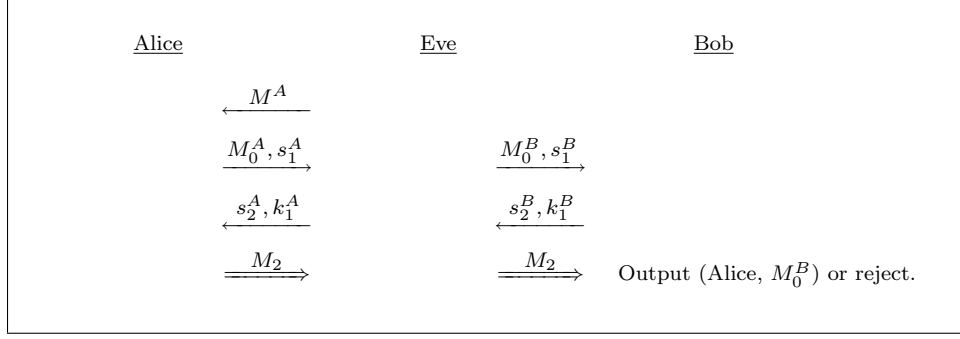 Alice Eve Bob
M^A
M_0^A, s_1^A M_0^B, s_1^B
s_2^A, k_1^A s_2^B, k_1^B
M_2 M_2 Output (Alice, M_0^B) or reject.